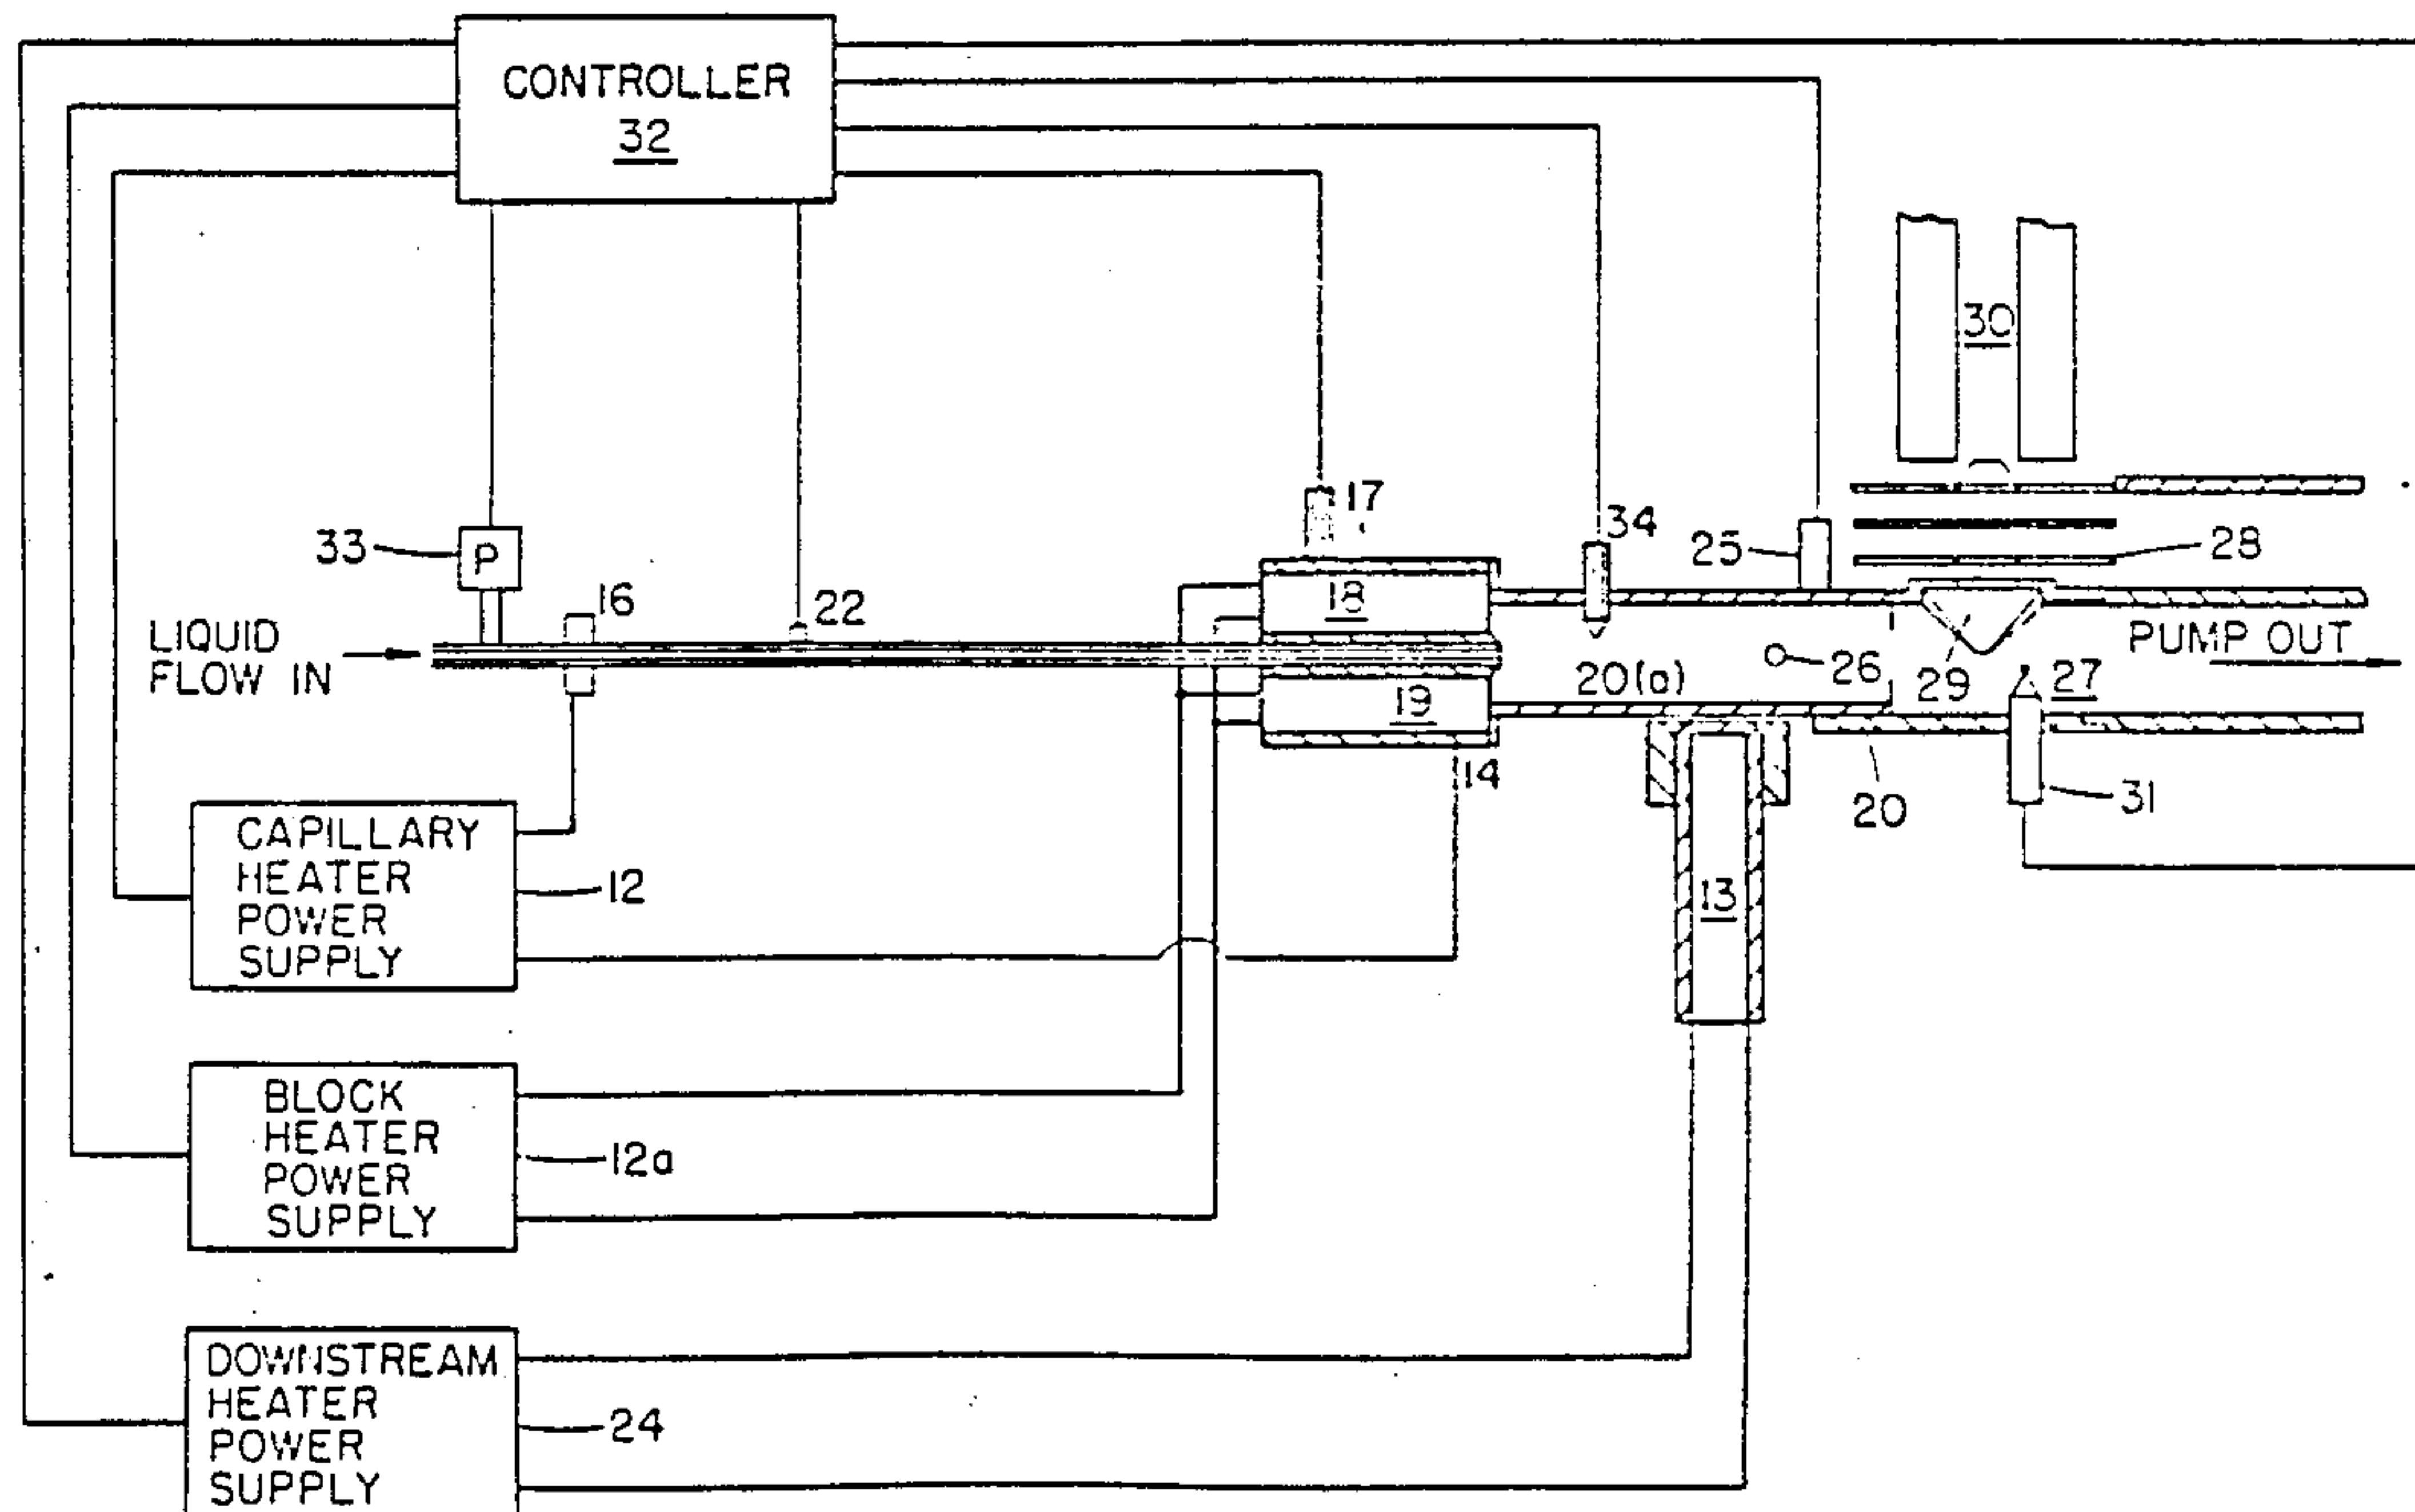 CONTROLLER
32
17
34
25
30
28
33
P
16
22
18
LIQUID
FLOW IN
19
20(a)
26
29
27
PUMP OUT
14
20
31
13
CAPILLARY
HEATER
POWER
SUPPLY
12
BLOCK
HEATER
POWER
SUPPLY
12a
DOWNSTREAM
HEATER
POWER
SUPPLY
24